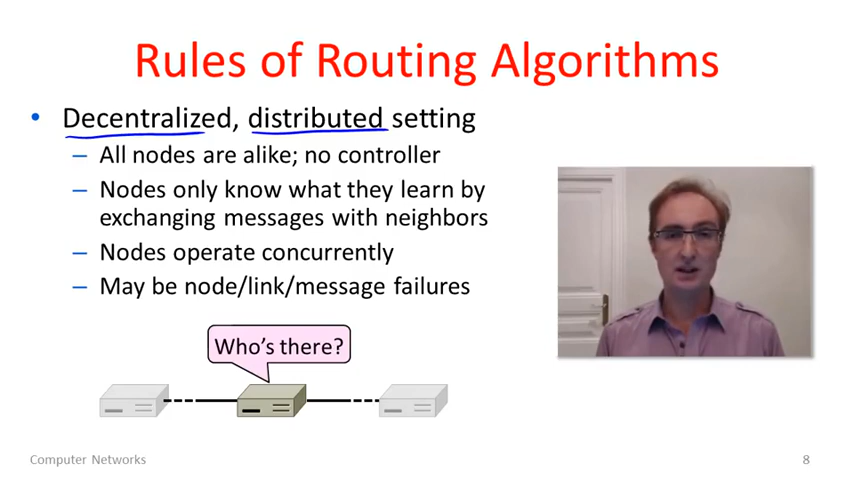 Rules of Routing Algorithms
• Decentralized, distributed setting
– All nodes are alike; no controller
– Nodes only know what they learn by
exchanging messages with neighbors
– Nodes operate concurrently
– May be node/link/message failures
Who's there?
Computer Networks
8